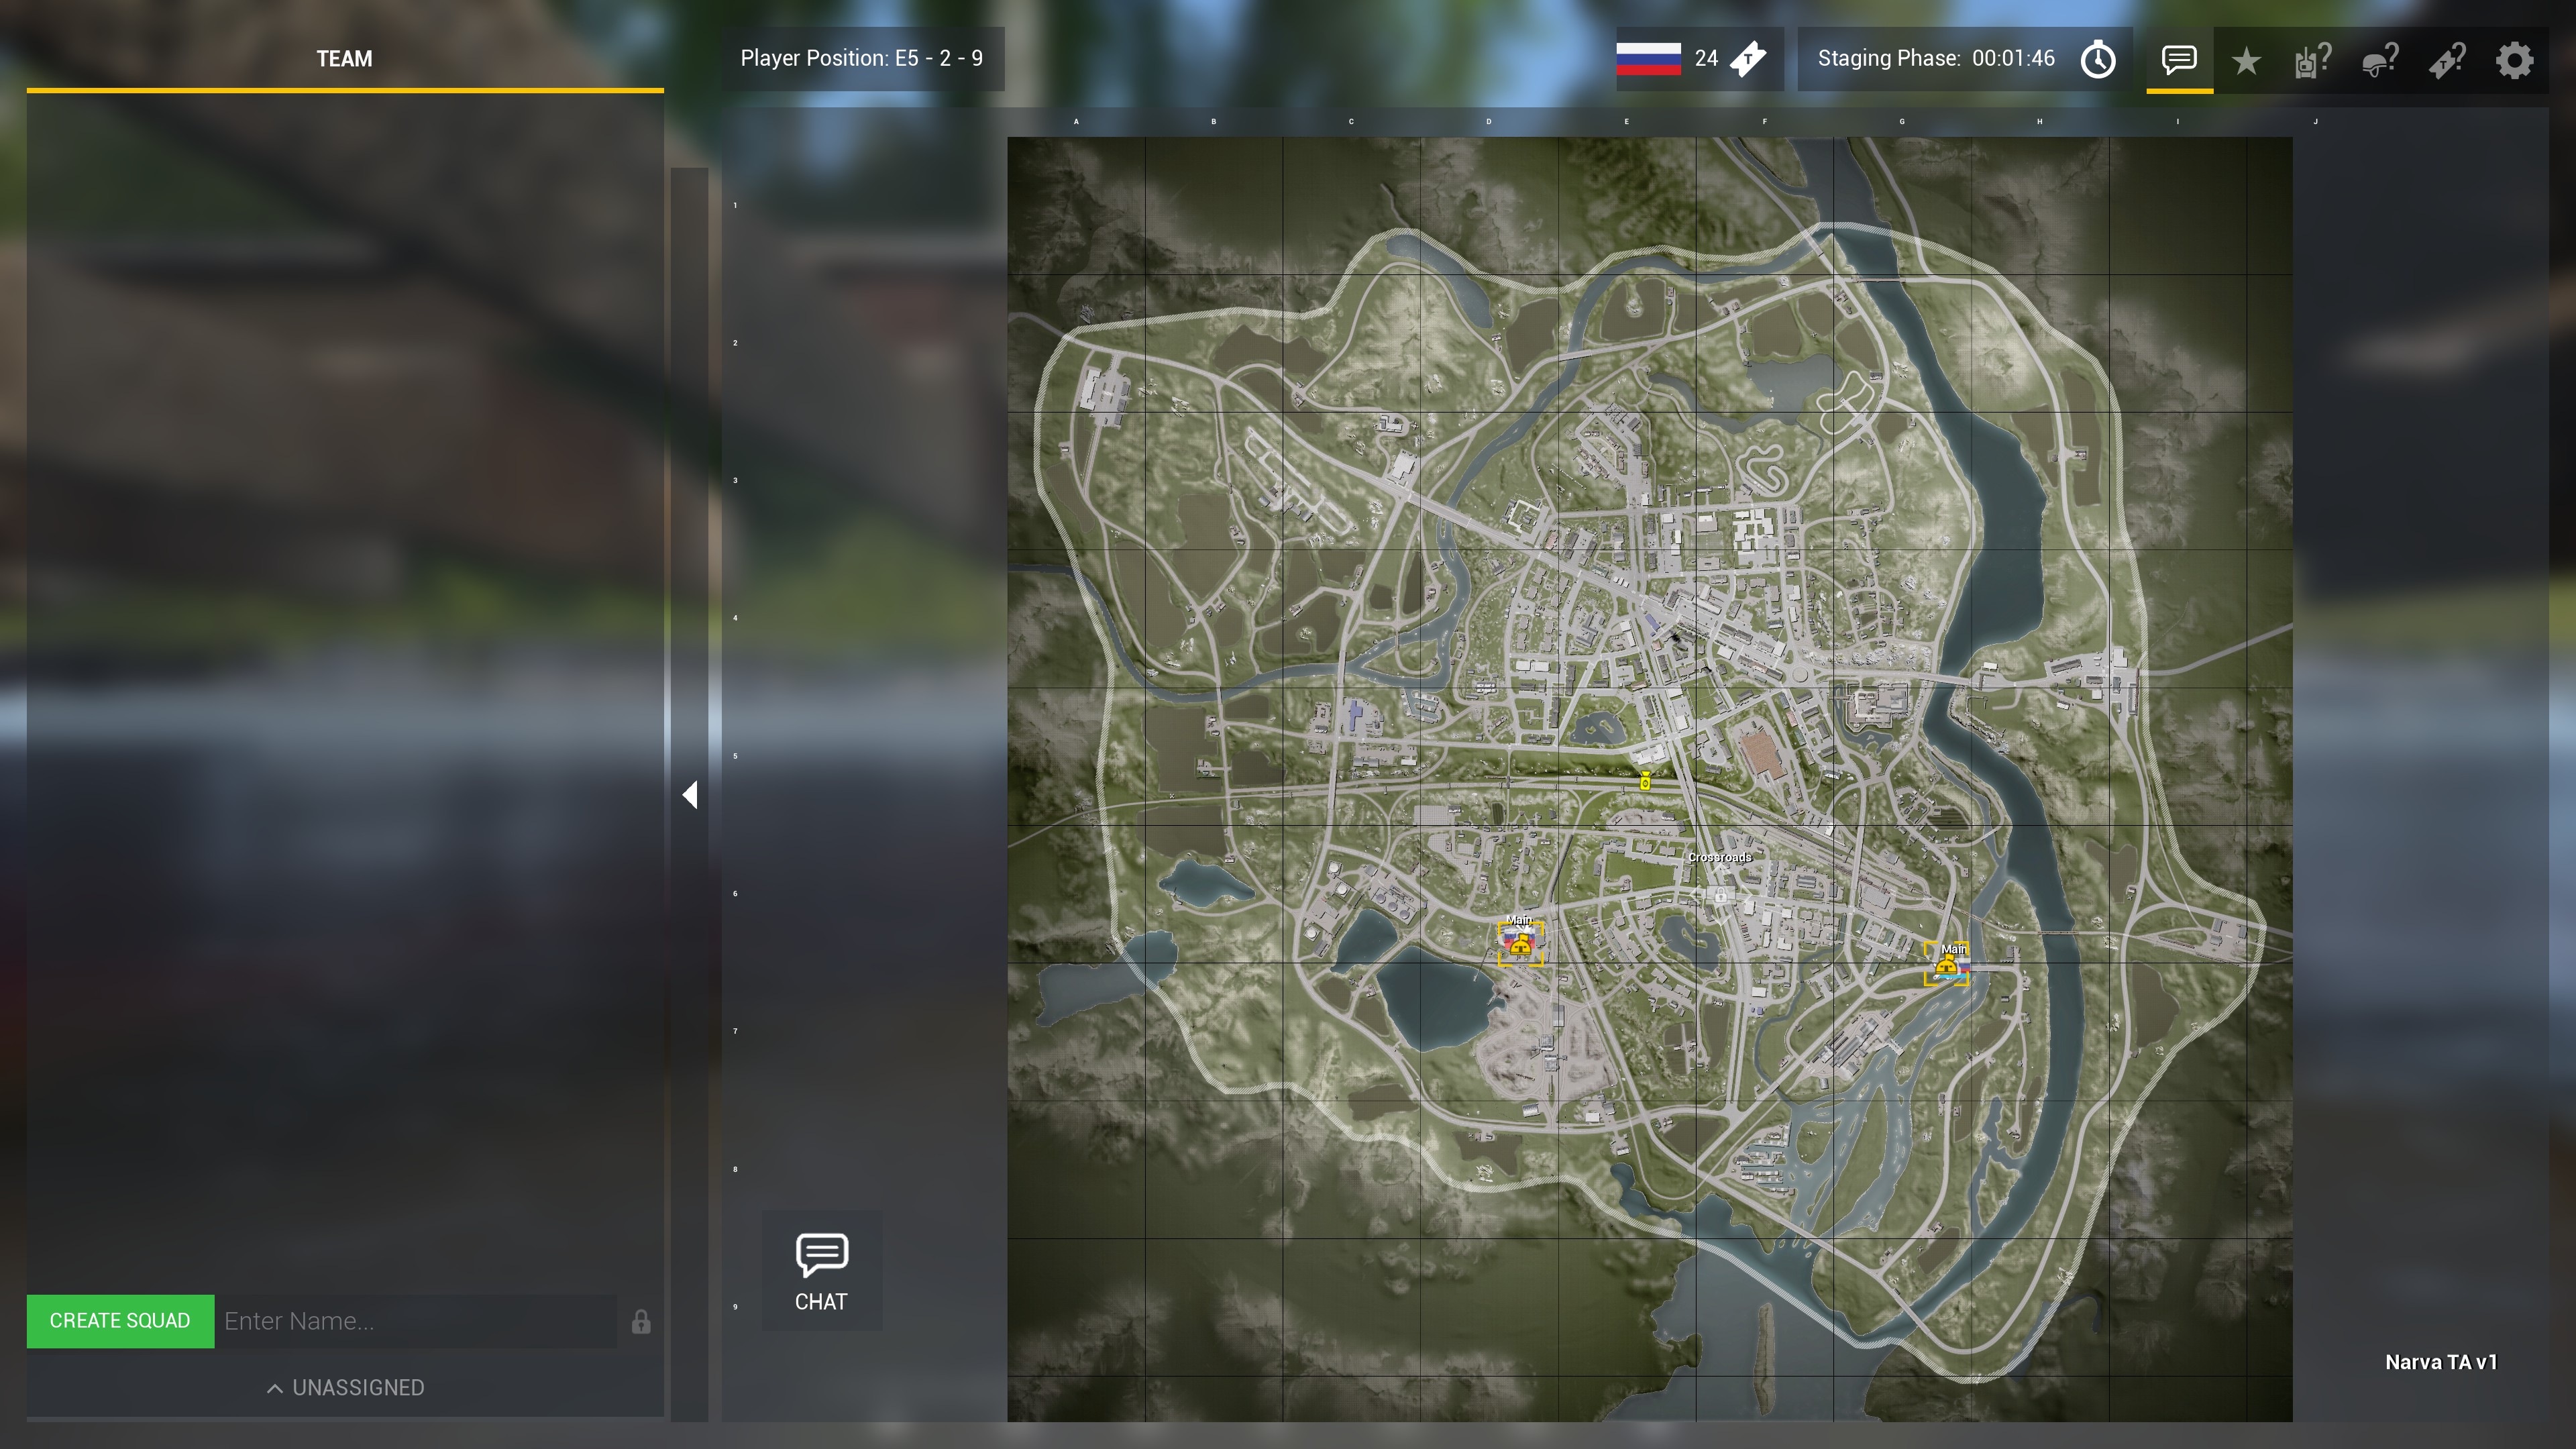 TEAM
Player Position: E5 - 2 - 9
24
Staging Phase: 00:01:46
A B C D E F G H I J
1
2
3
4
5
6
7
8
9
Crossroads
Main
Main
CHAT
CREATE SQUAD Enter Name...
UNASSIGNED
Narva TA v1